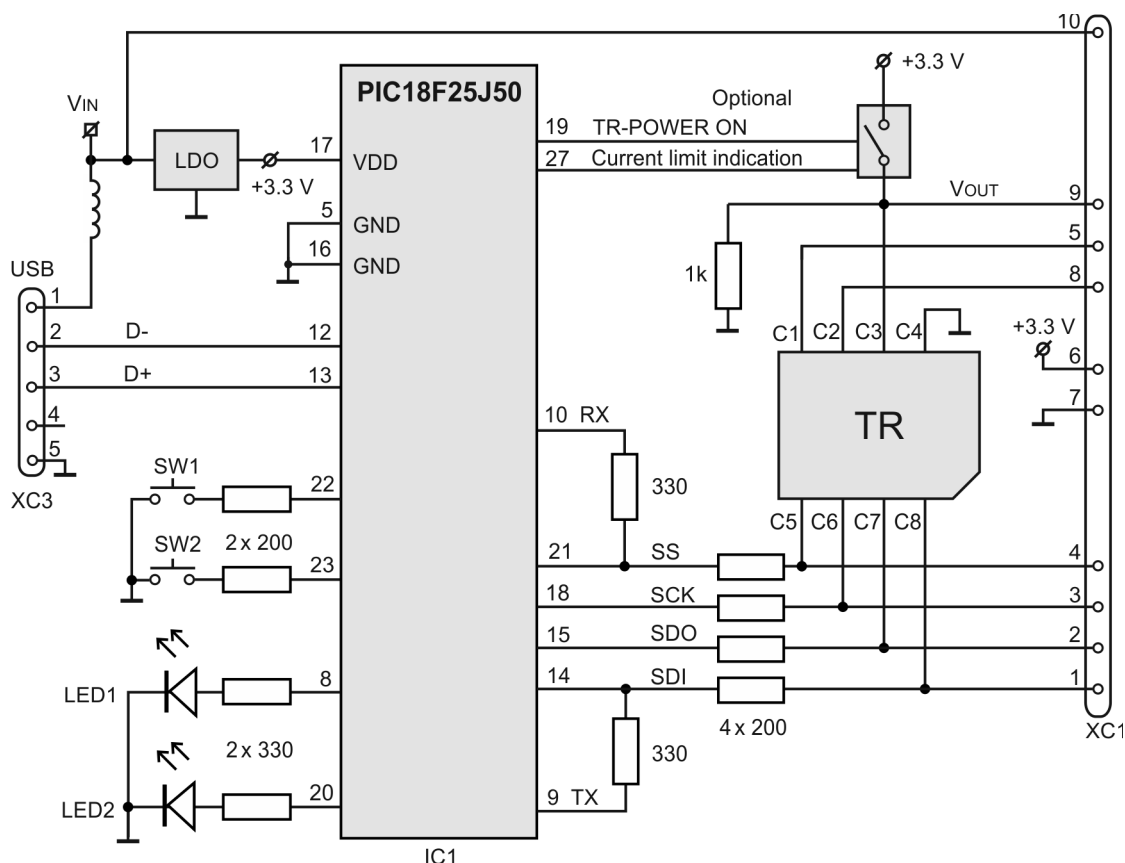 10
PIC18F25J50
+3.3 V
VIN
Optional
19 TR-POWER ON
17
LDO
VDD
27 Current limit indication
+3.3 V
VOUT
9
5
GND
5
16
GND
8
USB
1k
1
C1 C2 C3 C4
+3.3 V
2
D-
12
6
3
D+
13
7
4
10 RX
TR
5
SW1
330
XC3
22
C5 C6 C7 C8
2 x 200
SW2
21
SS
4
23
18
SCK
3
15
SDO
2
14
SDI
1
LED1
8
4 x 200
XC1
2 x 330
330
LED2
20
9 TX
IC1